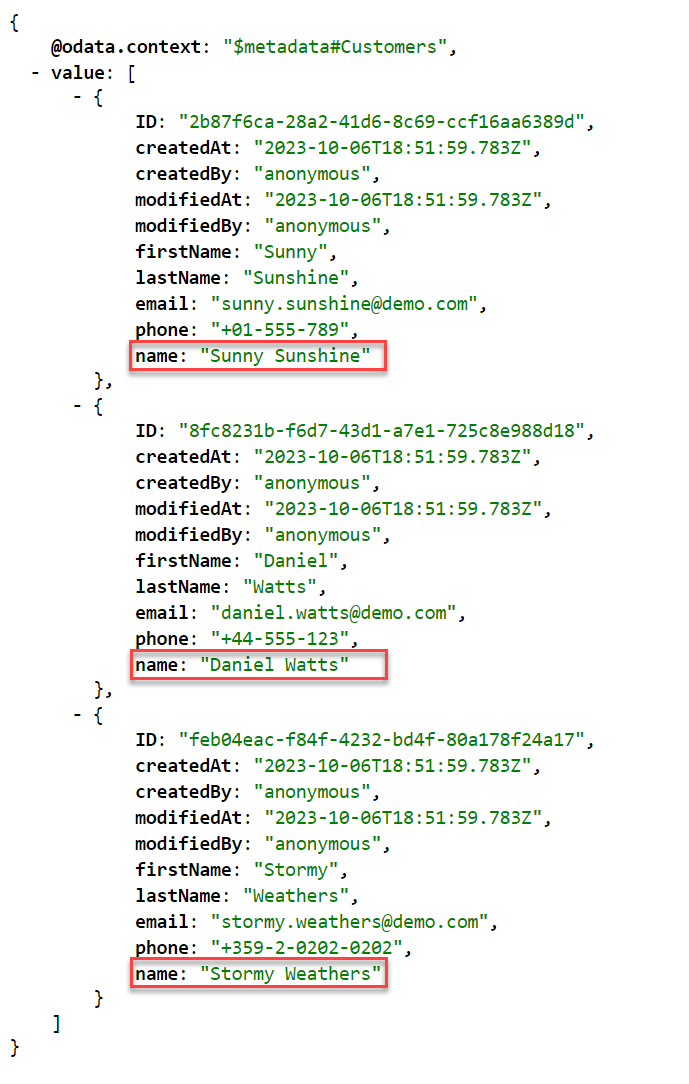 {
@odata.context: "$metadata#Customers",
- value: [
- {
ID: "2b87f6ca-28a2-41d6-8c69-ccf16aa6389d",
createdAt: "2023-10-06T18:51:59.783Z",
createdBy: "anonymous",
modifiedAt: "2023-10-06T18:51:59.783Z",
modifiedBy: "anonymous",
firstName: "Sunny",
lastName: "Sunshine",
email: "sunny.sunshine@demo.com",
phone: "+01-555-789",
name: "Sunny Sunshine"
},
- {
ID: "8fc8231b-f6d7-43d1-a7e1-725c8e988d18",
createdAt: "2023-10-06T18:51:59.783Z",
createdBy: "anonymous",
modifiedAt: "2023-10-06T18:51:59.783Z",
modifiedBy: "anonymous",
firstName: "Daniel",
lastName: "Watts",
email: "daniel.watts@demo.com",
phone: "+44-555-123",
name: "Daniel Watts"
},
- {
ID: "feb04eac-f84f-4232-bd4f-80a178f24a17",
createdAt: "2023-10-06T18:51:59.783Z",
createdBy: "anonymous",
modifiedAt: "2023-10-06T18:51:59.783Z",
modifiedBy: "anonymous",
firstName: "Stormy",
lastName: "Weathers",
email: "stormy.weathers@demo.com",
phone: "+359-2-0202-0202",
name: "Stormy Weathers"
}
]
}